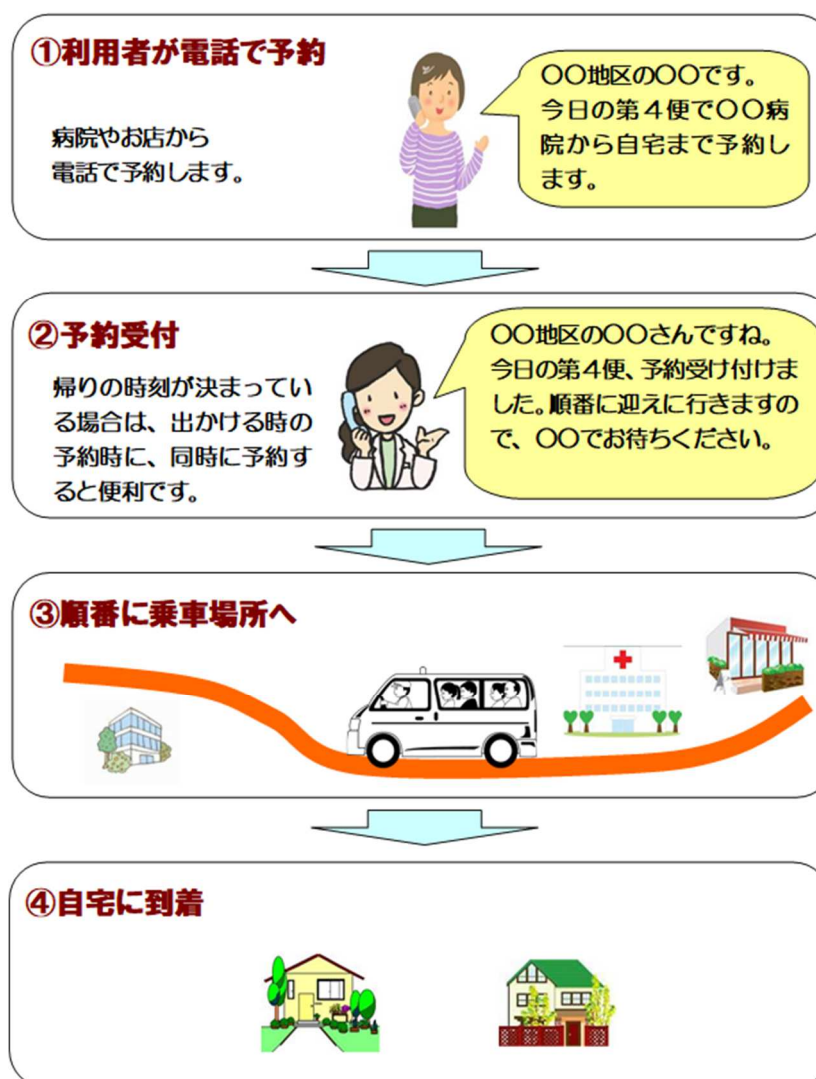 ①利用者が電話で予約
病院やお店から
電話で予約します。
〇〇地区の〇〇です。
今日の第４便で〇〇病
院から自宅まで予約し
ます。
②予約受付
帰りの時刻が決まってい
る場合は、出かける時の
予約時に、同時に予約す
ると便利です。
〇〇地区の〇〇さんですね。
今日の第４便、予約受け付けま
した。順番に迎えに行きますの
で、〇〇でお待ちください。
③順番に乗車場所へ
④自宅に到着